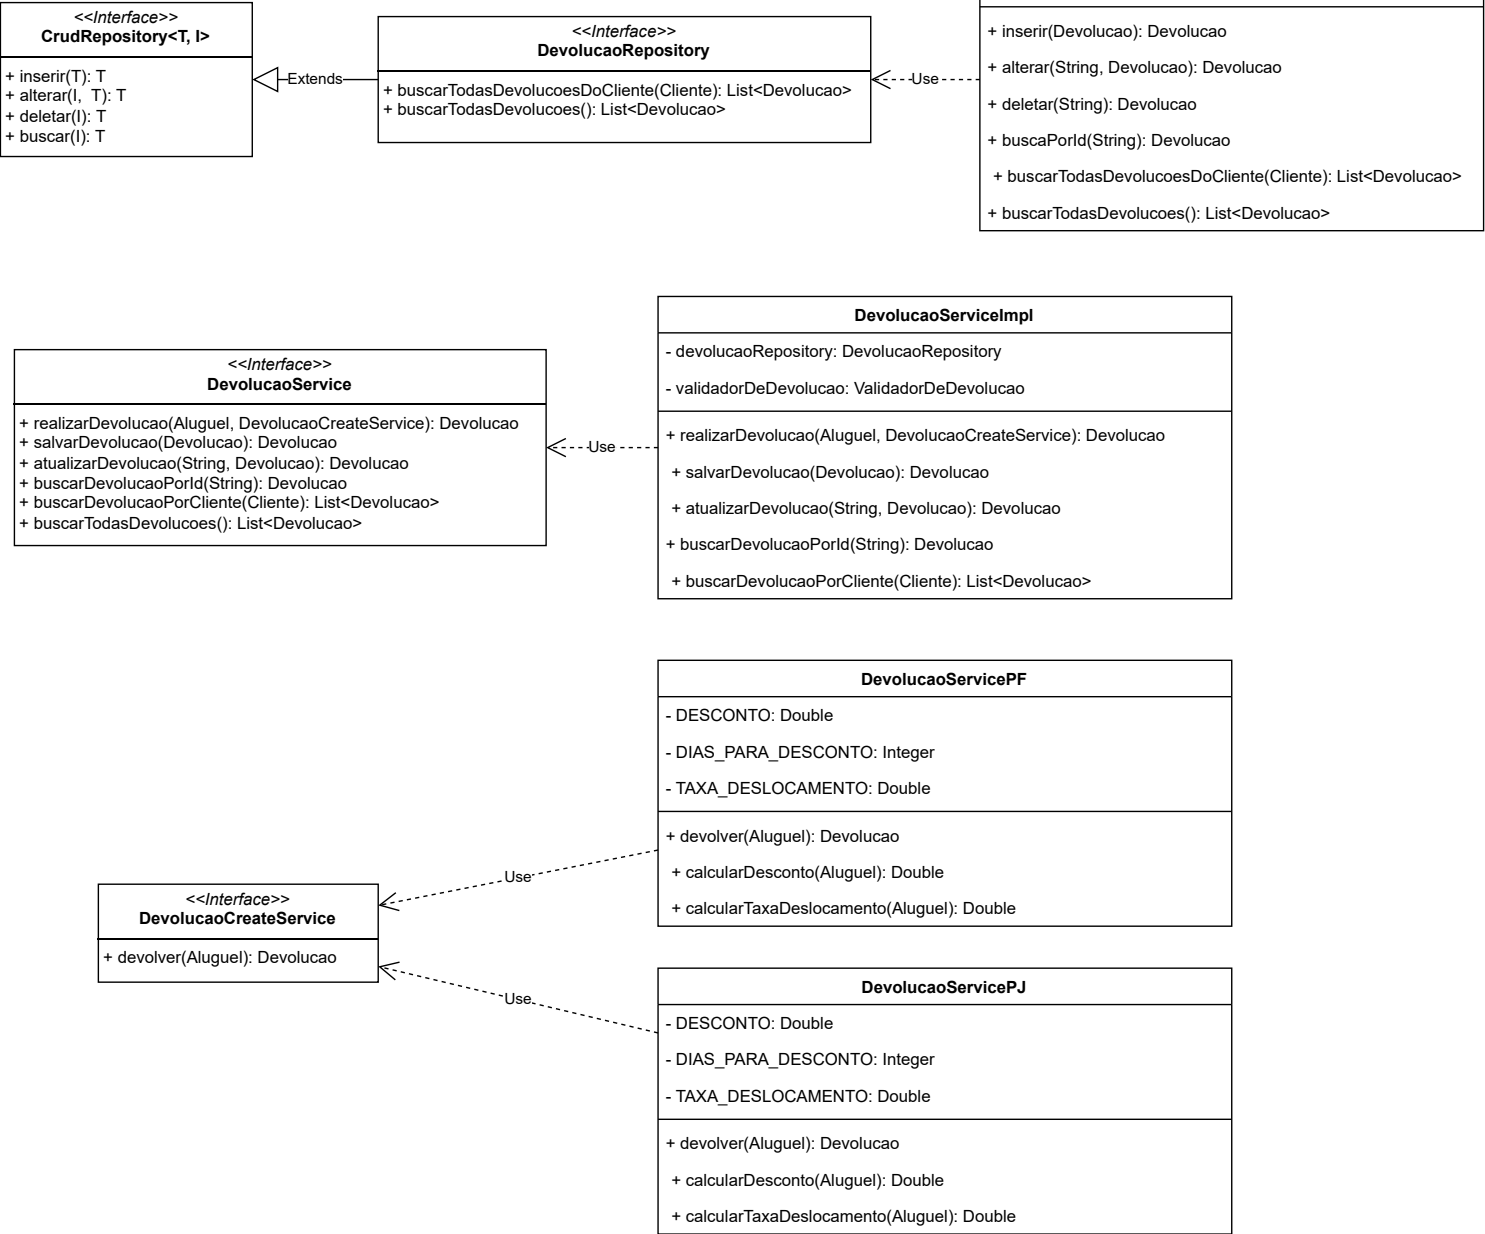 <<Interface>>
CrudRepository<T, I>
+ inserir(T): T
+ alterar(I, T): T
+ deletar(I): T
+ buscar(I): T
Extends
<<Interface>>
DevolucaoRepository
+ buscarTodasDevolucoesDoCliente(Cliente): List<Devolucao>
+ buscarTodasDevolucoes(): List<Devolucao>
Use
+ inserir(Devolucao): Devolucao
+ alterar(String, Devolucao): Devolucao
+ deletar(String): Devolucao
+ buscaPorId(String): Devolucao
+ buscarTodasDevolucoesDoCliente(Cliente): List<Devolucao>
+ buscarTodasDevolucoes(): List<Devolucao>
<<Interface>>
DevolucaoService
+ realizarDevolucao(Aluguel, DevolucaoCreateService): Devolucao
+ salvarDevolucao(Devolucao): Devolucao
+ atualizarDevolucao(String, Devolucao): Devolucao
+ buscarDevolucaoPorId(String): Devolucao
+ buscarDevolucaoPorCliente(Cliente): List<Devolucao>
+ buscarTodasDevolucoes(): List<Devolucao>
Use
DevolucaoServiceImpl
- devolucaoRepository: DevolucaoRepository
- validadorDeDevolucao: ValidadorDeDevolucao
+ realizarDevolucao(Aluguel, DevolucaoCreateService): Devolucao
+ salvarDevolucao(Devolucao): Devolucao
+ atualizarDevolucao(String, Devolucao): Devolucao
+ buscarDevolucaoPorId(String): Devolucao
+ buscarDevolucaoPorCliente(Cliente): List<Devolucao>
<<Interface>>
DevolucaoCreateService
+ devolver(Aluguel): Devolucao
Use
Use
DevolucaoServicePF
- DESCONTO: Double
- DIAS_PARA_DESCONTO: Integer
- TAXA_DESLOCAMENTO: Double
+ devolver(Aluguel): Devolucao
+ calcularDesconto(Aluguel): Double
+ calcularTaxaDeslocamento(Aluguel): Double
DevolucaoServicePJ
- DESCONTO: Double
- DIAS_PARA_DESCONTO: Integer
- TAXA_DESLOCAMENTO: Double
+ devolver(Aluguel): Devolucao
+ calcularDesconto(Aluguel): Double
+ calcularTaxaDeslocamento(Aluguel): Double